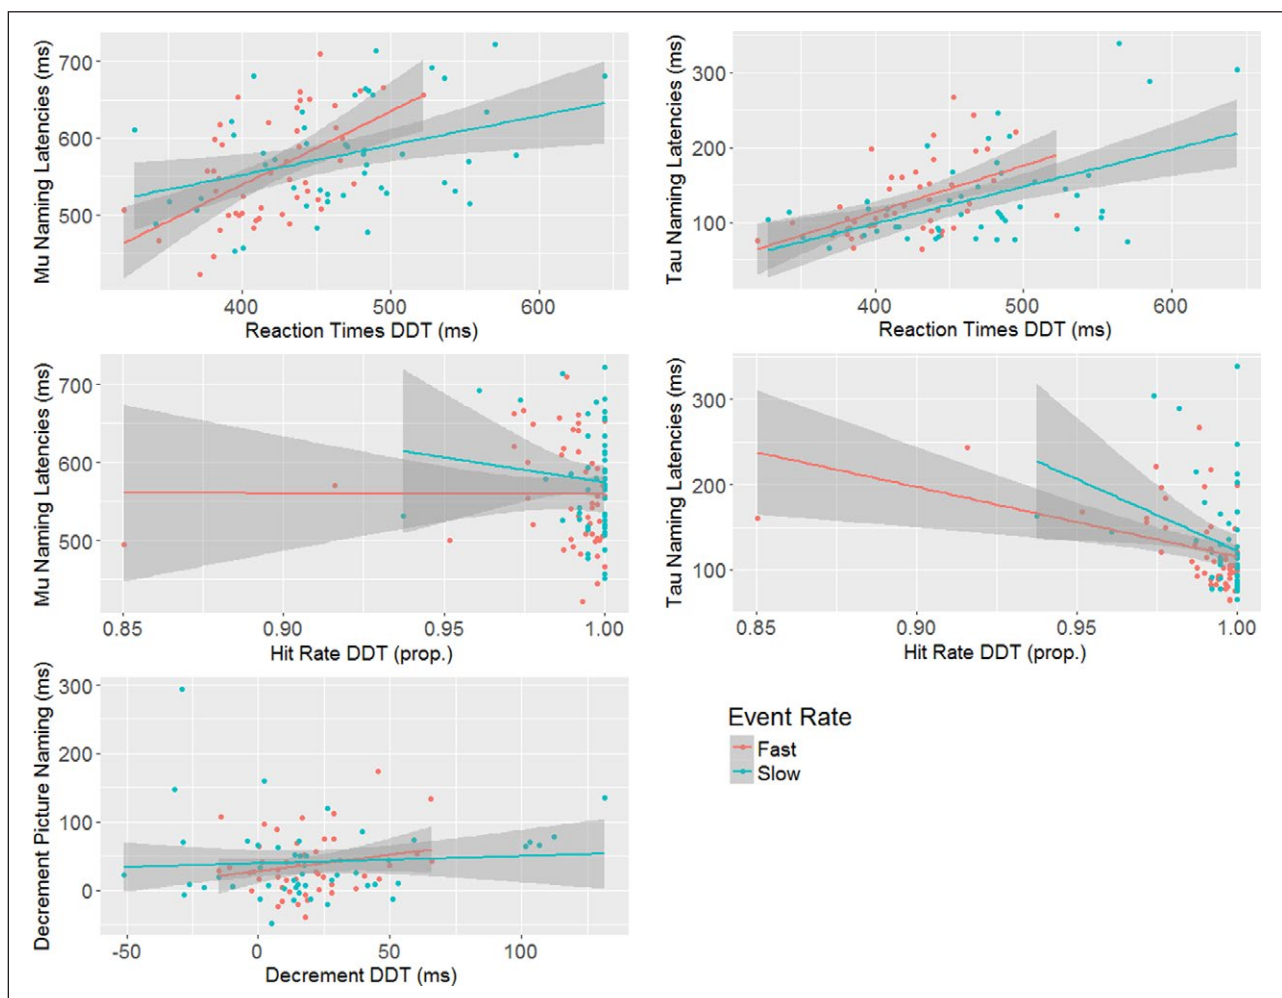 Mu Naming Latencies (ms)
700
600
500
400
500
600
Reaction Times DDT (ms)
Tau Naming Latencies (ms)
300
200
100
400
500
600
Reaction Times DDT (ms)
Mu Naming Latencies (ms)
700
600
500
0.85
0.90
0.95
1.00
Hit Rate DDT (prop.)
Tau Naming Latencies (ms)
300
200
100
0.85
0.90
0.95
1.00
Hit Rate DDT (prop.)
Decrement Picture Naming (ms)
300
200
100
0
-50
0
50
100
Decrement DDT (ms)
Event Rate
Fast
Slow